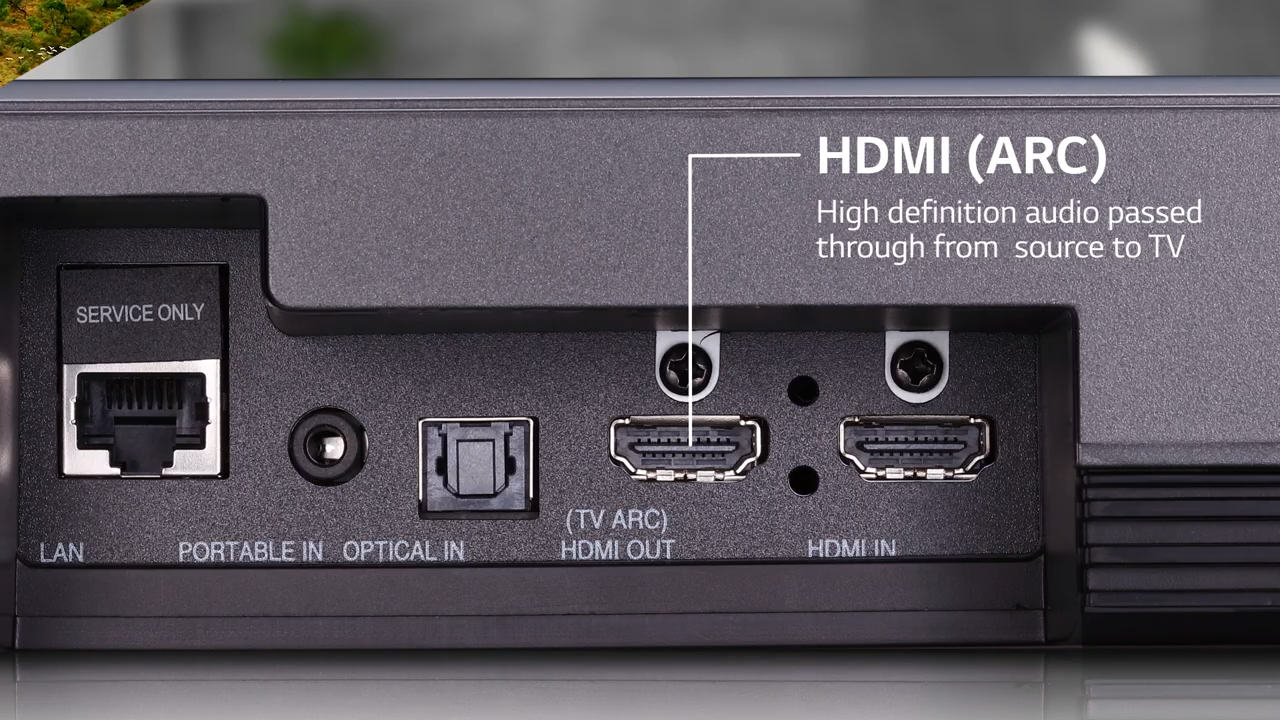 HDMI (ARC)
High definition audio passed
through from source to TV
SERVICE ONLY
LAN
PORTABLE IN
OPTICAL IN
(TV ARC)
HDMI OUT
HDMI IN